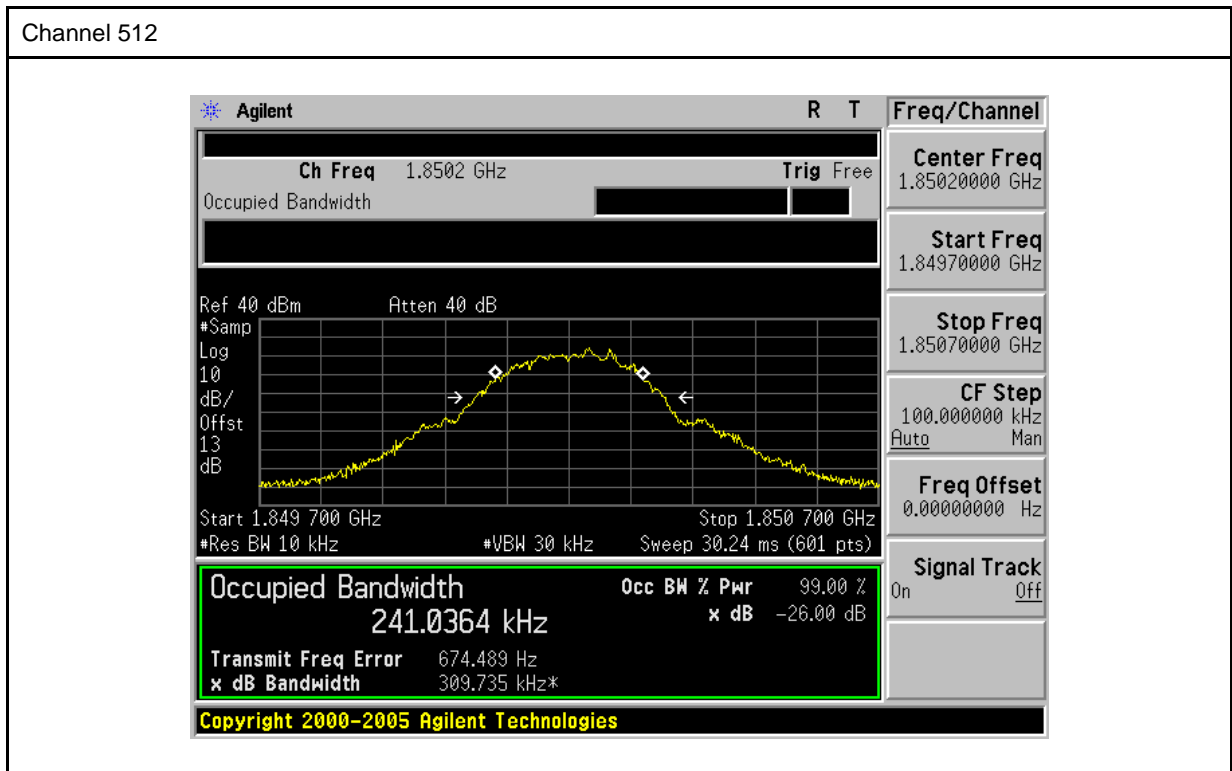 Channel 512
Agilent R T Freq/Channel
Ch Freq 1.8502 GHz Trig Free
Occupied Bandwidth
Center Freq
1.85020000 GHz
Start Freq
1.84970000 GHz
Stop Freq
1.85070000 GHz
CF Step
100.000000 kHz
Auto Man
Freq Offset
0.00000000 Hz
Signal Track
On Off
Ref 40 dBm Atten 40 dB
#Samp
Log
10
dB/
Offst
13
dB
Start 1.849 700 GHz Stop 1.850 700 GHz
#Res BW 10 kHz #VBW 30 kHz Sweep 30.24 ms (601 pts)
Occupied Bandwidth Occ BW % Pwr 99.00 %
241.0364 kHz x dB -26.00 dB
Transmit Freq Error 674.489 Hz
x dB Bandwidth 309.735 kHz*
Copyright 2000-2005 Agilent Technologies